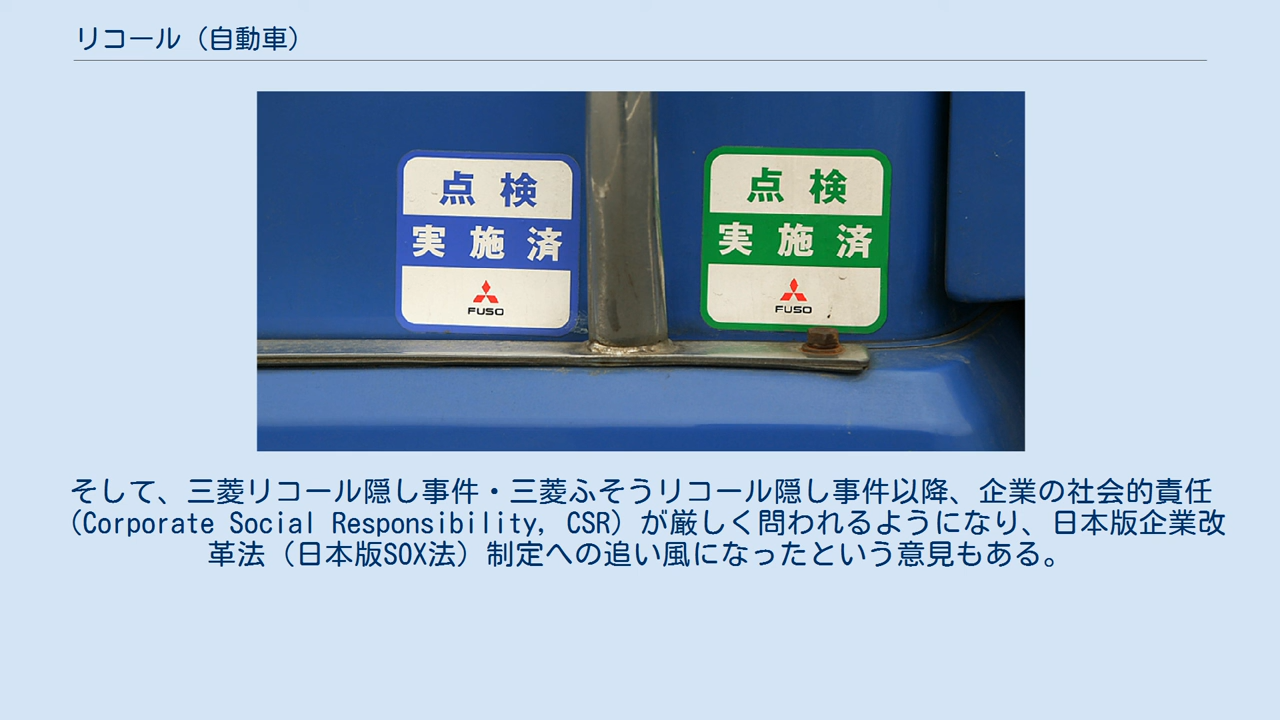 リコール（自動車）
点検
実施済
FUSO
点検
実施済
FUSO
そして、三菱リコール隠し事件・三菱ふそうリコール隠し事件以降、企業の社会的責任
（Corporate Social Responsibility, CSR）が厳しく問われるようになり、日本版企業改
革法（日本版SOX法）制定への追い風になったという意見もある。